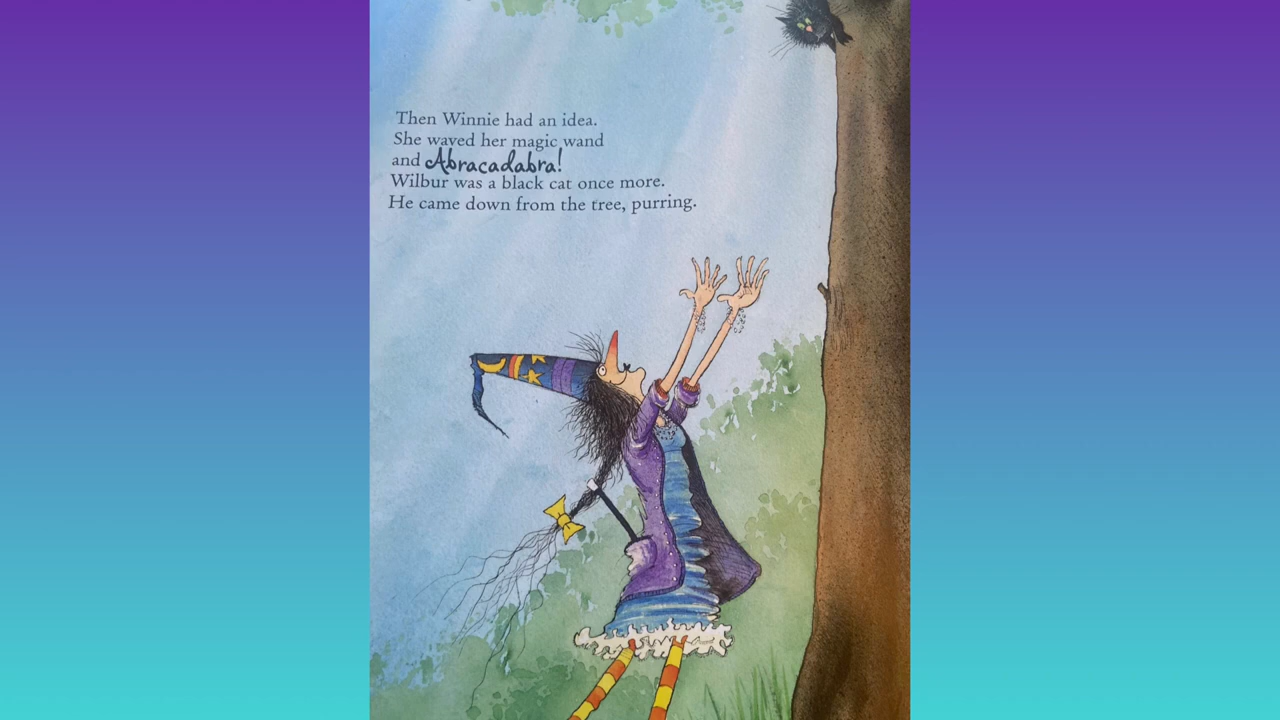 Then Winnie had an idea.
She waved her magic wand
and Abracadabra!
Wilbur was a black cat once more.
He came down from the tree, purring.